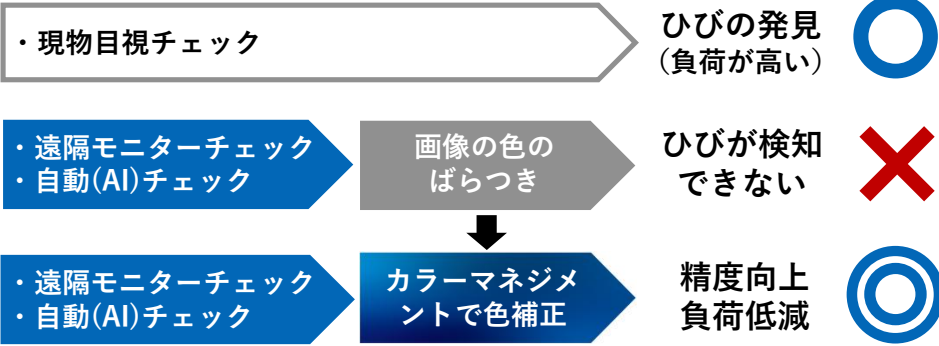 ・現物目視チェック
ひびの発見
(負荷が高い)
・遠隔モニターチェック
・自動(AI)チェック
画像の色の
ばらつき
ひびが検知
できない
・遠隔モニターチェック
・自動(AI)チェック
カラーマネジメ
ントで色補正
精度向上
負荷低減